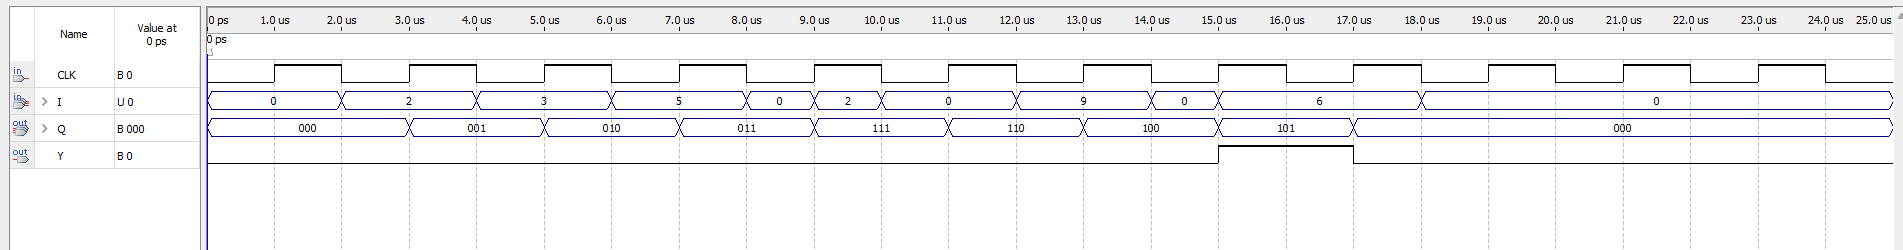 Name Value at 0 ps
0 ps 1.0 us 2.0 us 3.0 us 4.0 us 5.0 us 6.0 us 7.0 us 8.0 us 9.0 us 10.0 us 11.0 us 12.0 us 13.0 us 14.0 us 15.0 us 16.0 us 17.0 us 18.0 us 19.0 us 20.0 us 21.0 us 22.0 us 23.0 us 24.0 us 25.0 us
0 ps
in CLK B 0
in I U 0 0 2 3 5 0 2 0 9 0 6 0
out Q B 000 000 001 010 011 111 110 100 101 000
out Y B 0